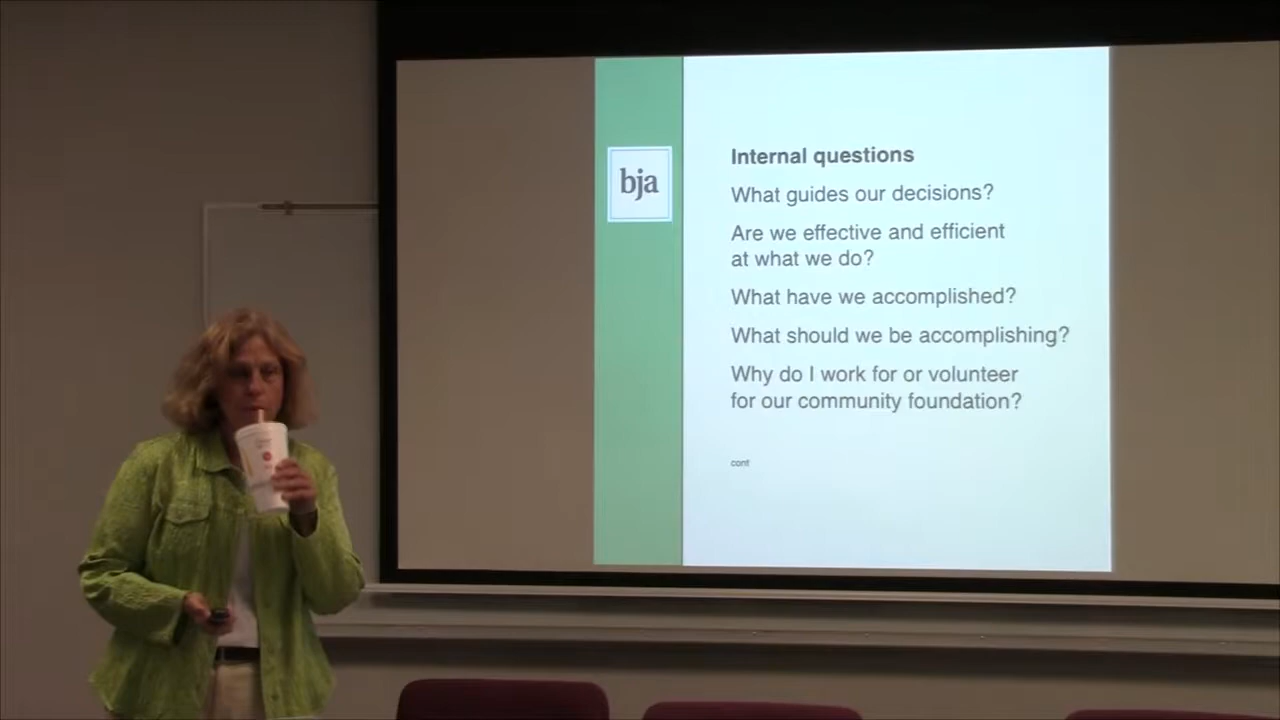 bja
Internal questions
What guides our decisions?
Are we effective and efficient
at what we do?
What have we accomplished?
What should we be accomplishing?
Why do I work for or volunteer
for our community foundation?